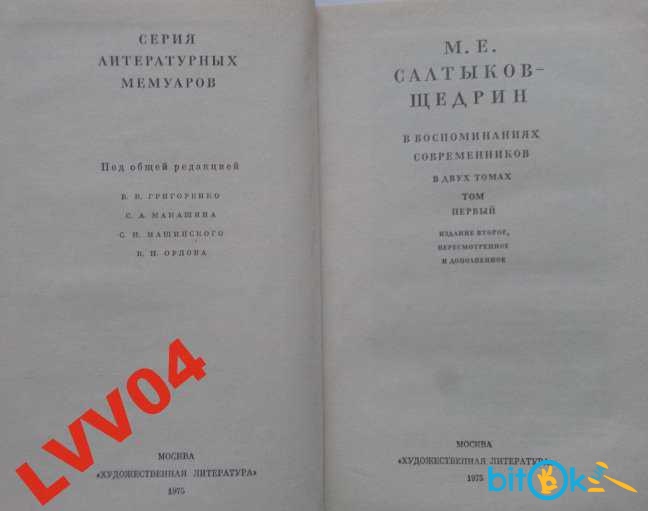 СЕРИЯ
ЛИТЕРАТУРНЫХ
МЕМУАРОВ
Под общей редакцией
В. В. ГРИГОРЕНКО
С. А. МАКАШИНА
С. И. МАШИНСКОГО
В. Н. ОРЛОВА
МОСКВА
«ХУДОЖЕСТВЕННАЯ ЛИТЕРАТУРА»
1975
LVV04
М. Е.
САЛТЫКОВ-
ЩЕДРИН
В ВОСПОМИНАНИЯХ
СОВРЕМЕННИКОВ
В ДВУХ ТОМАХ
ТОМ
ПЕРВЫЙ
ИЗДАНИЕ ВТОРОЕ,
ПЕРЕСМОТРЕННОЕ
И ДОПОЛНЕННОЕ
МОСКВА
«ХУДОЖЕСТВЕННАЯ ЛИТЕРАТУРА»
1975
bitOk